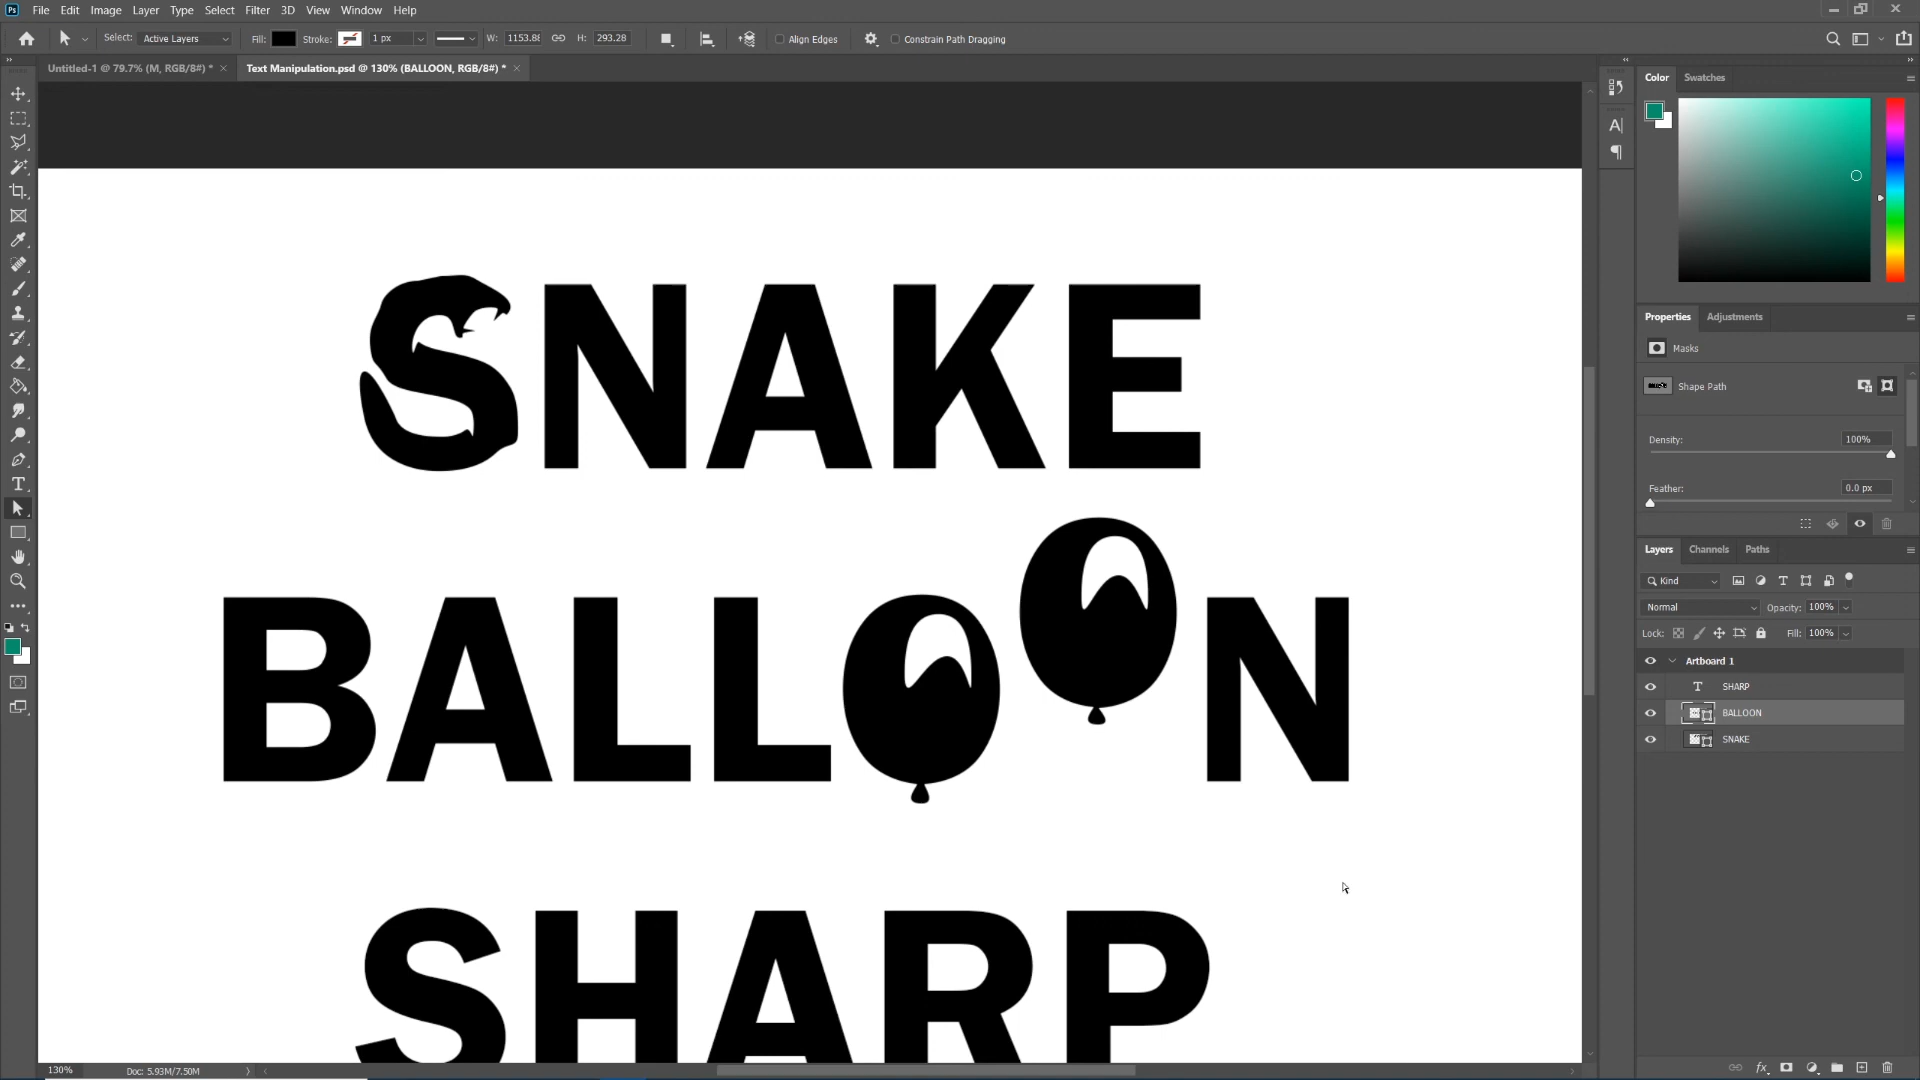 Ps File Edit Image Layer Type Select Filter 3D View Window Help
Select: Active Layers Fill: Stroke: 1 px W: 1153.88 H: 293.28 Align Edges Constrain Path Dragging
Untitled-1 @ 79.7% (M, RGB/8#) * × Text Manipulation.psd @ 130% (BALLOON, RGB/8#) * ×
Color Swatches
SNAKE
BALLOON
SHARP
Properties Adjustments
Masks
Shape Path
Density: 100%
Feather: 0.0 px
Layers Channels Paths
Kind
Normal Opacity: 100%
Lock: Fill: 100%
Artboard 1
T SHARP
BALLOON
SNAKE
130% Doc: 5.93M/7.50M
fx